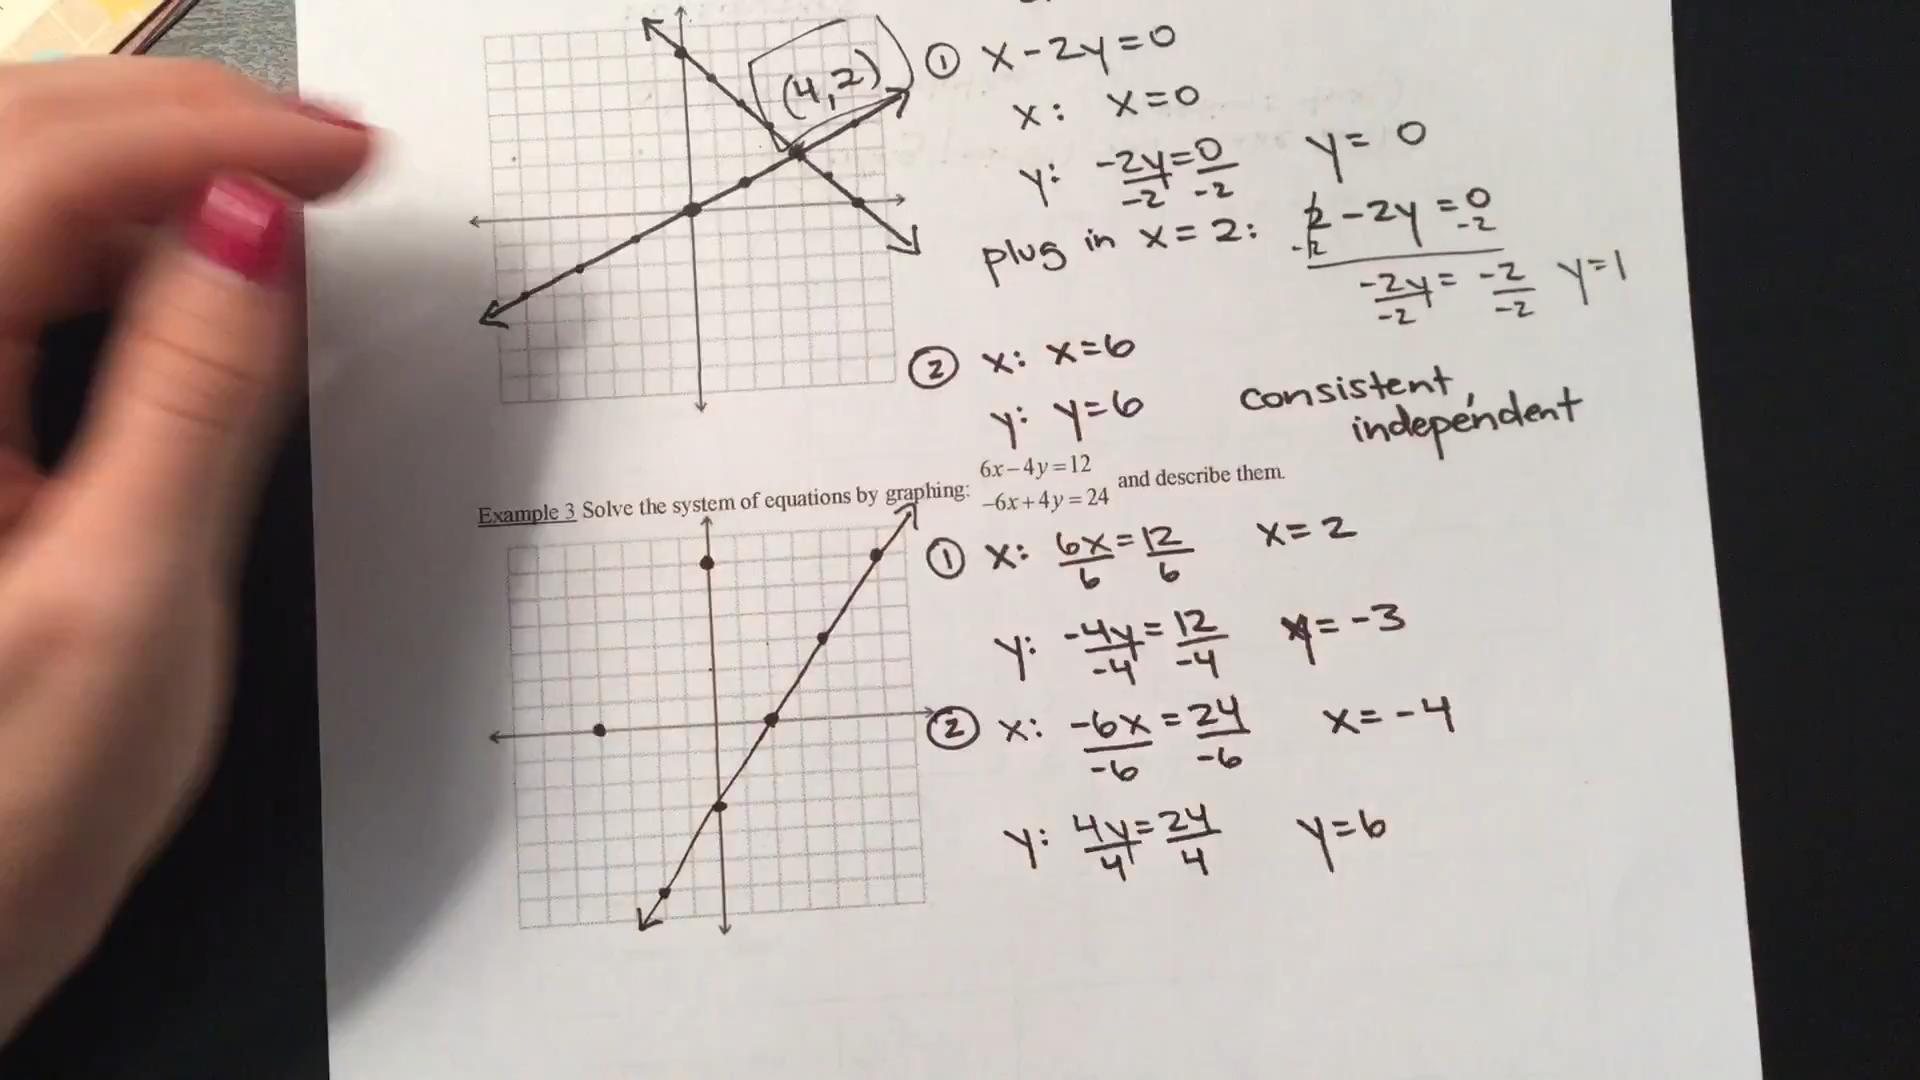 (4,2)
① x-2y=0
x: x=0
y: -2y/-2=0/-2 y=0
plug in x=2: 2-2y=0
-2 -2
-2y/-2=-2/-2 y=1
② x: x=6
y: y=6
consistent,
independent
Example 3 Solve the system of equations by graphing: 6x-4y=12 and describe them.
-6x+4y=24
① x: 6x/6=12/6 x=2
y: -4y/-4=12/-4 y=-3
② x: -6x/-6=24/-6 x=-4
y: 4y/4=24/4 y=6